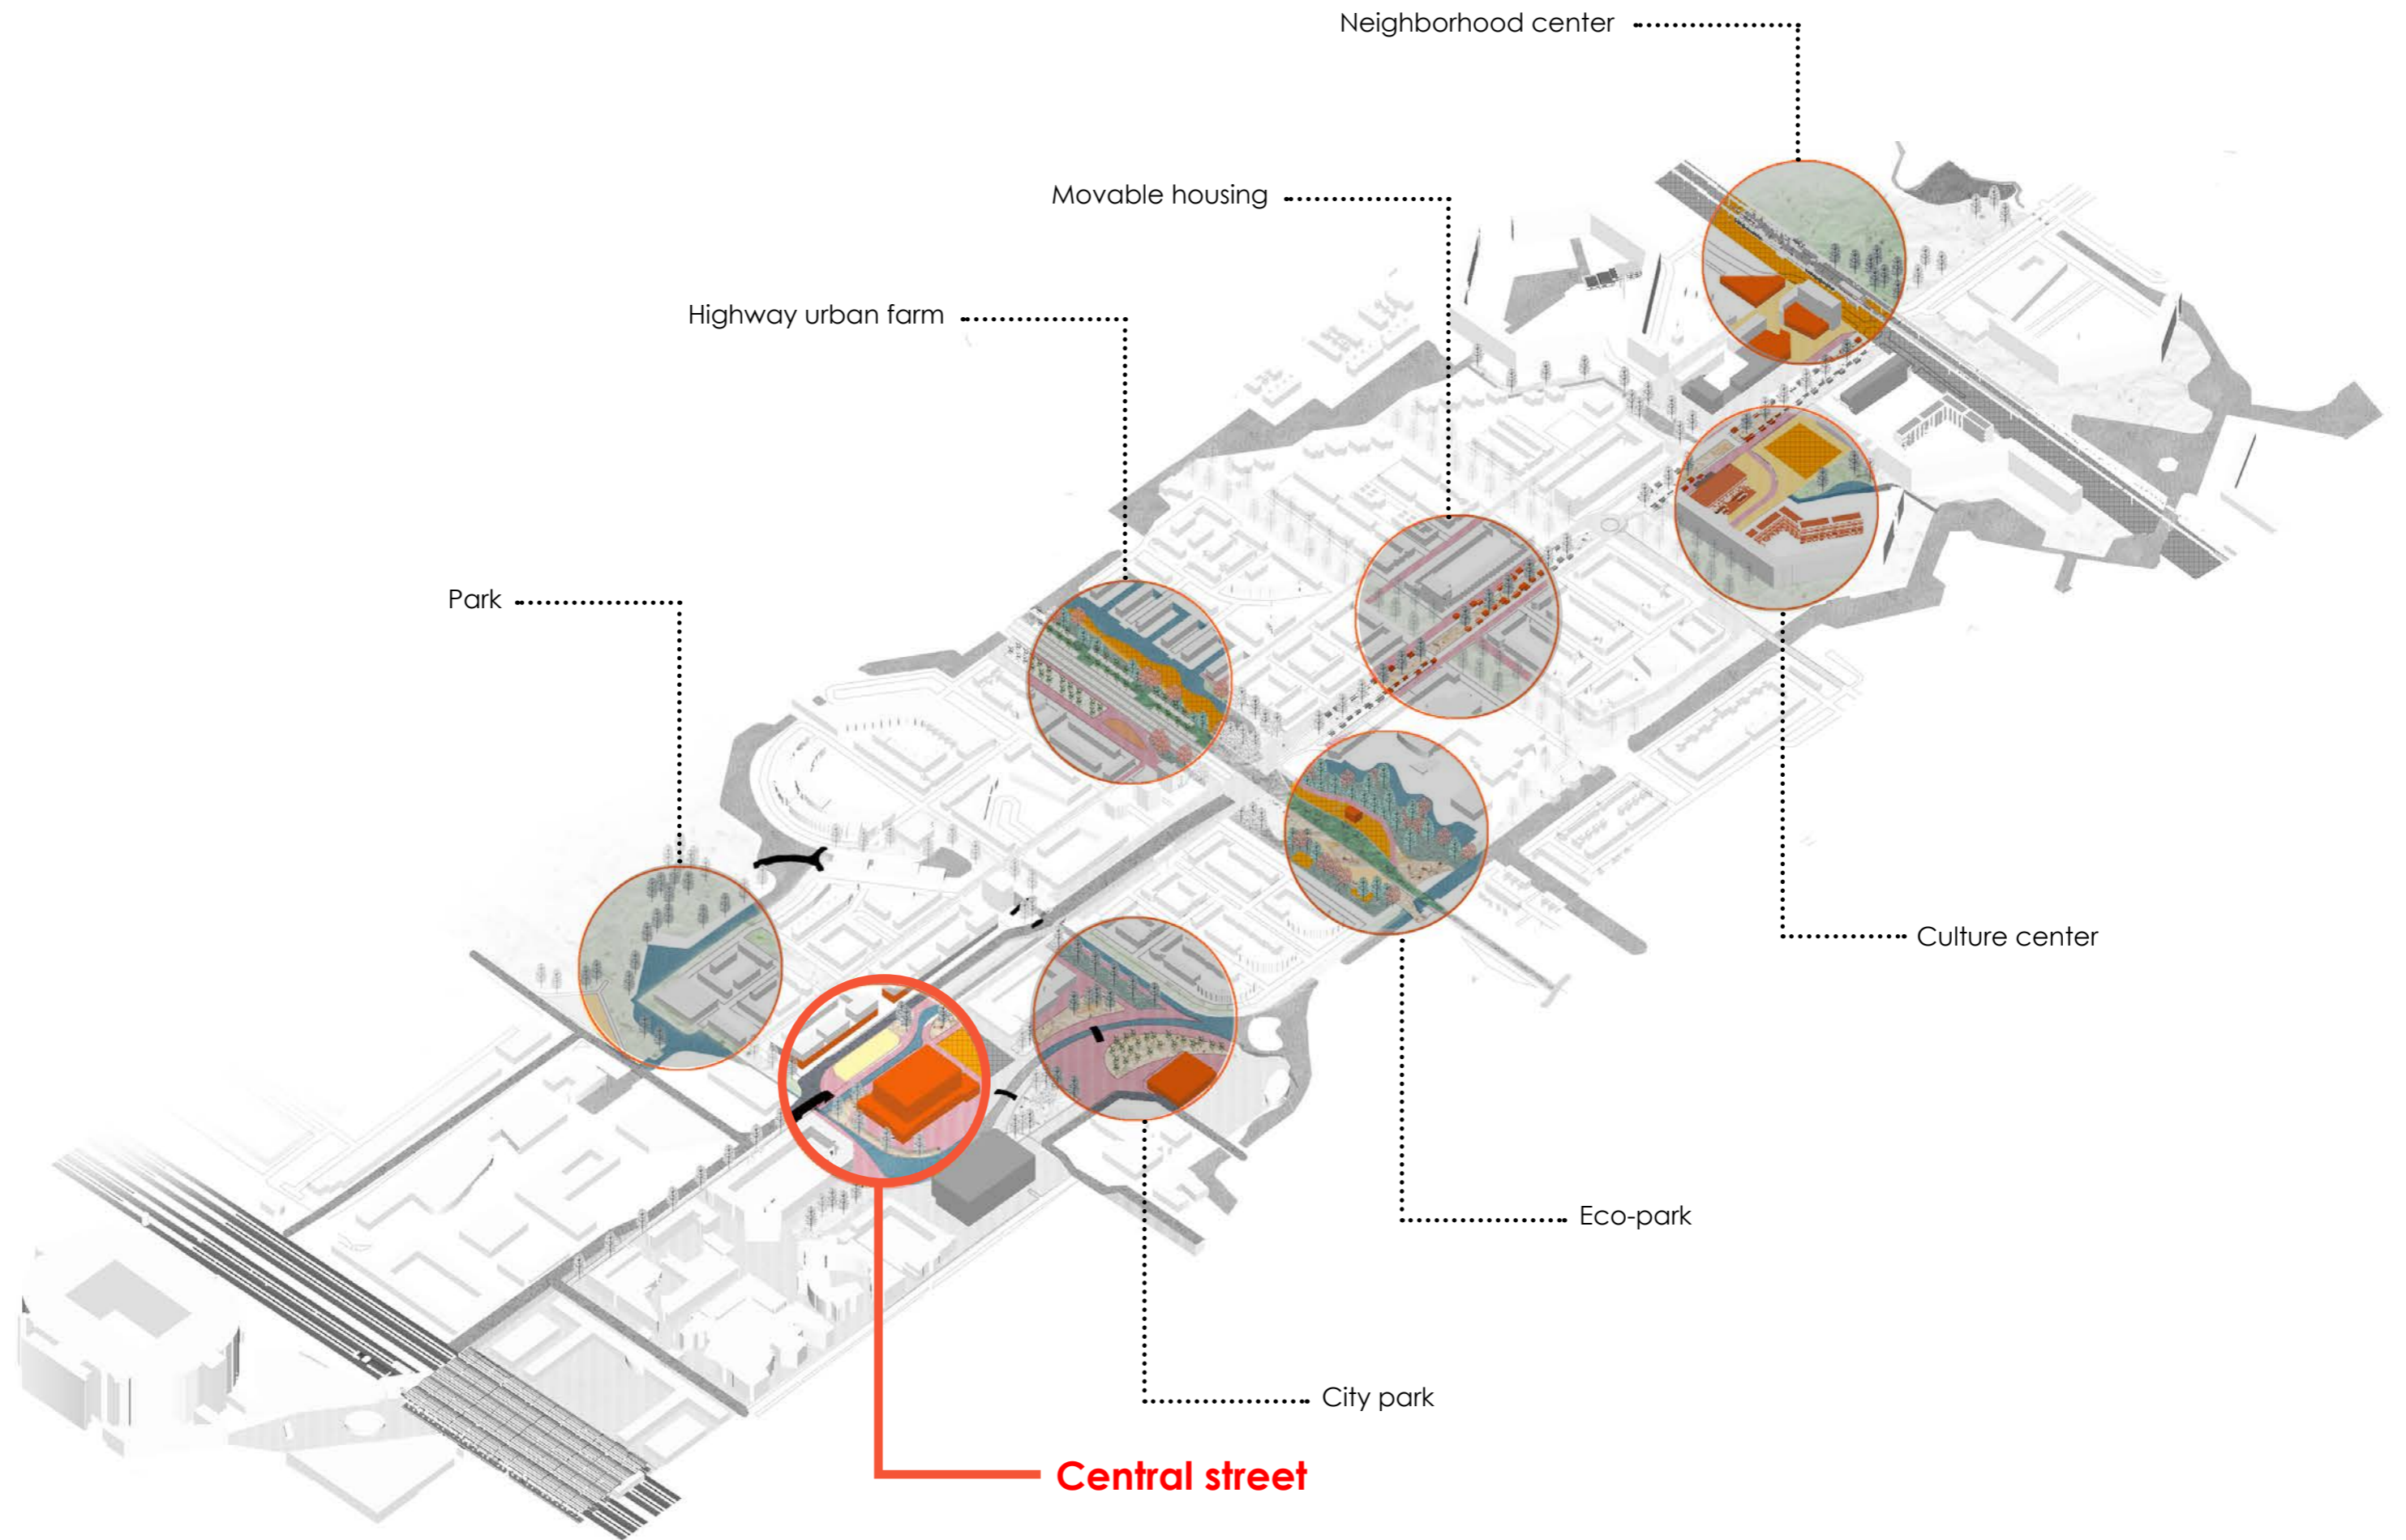 Neighborhood center
Movable housing
Highway urban farm
Park
Culture center
Eco-park
City park
Central street